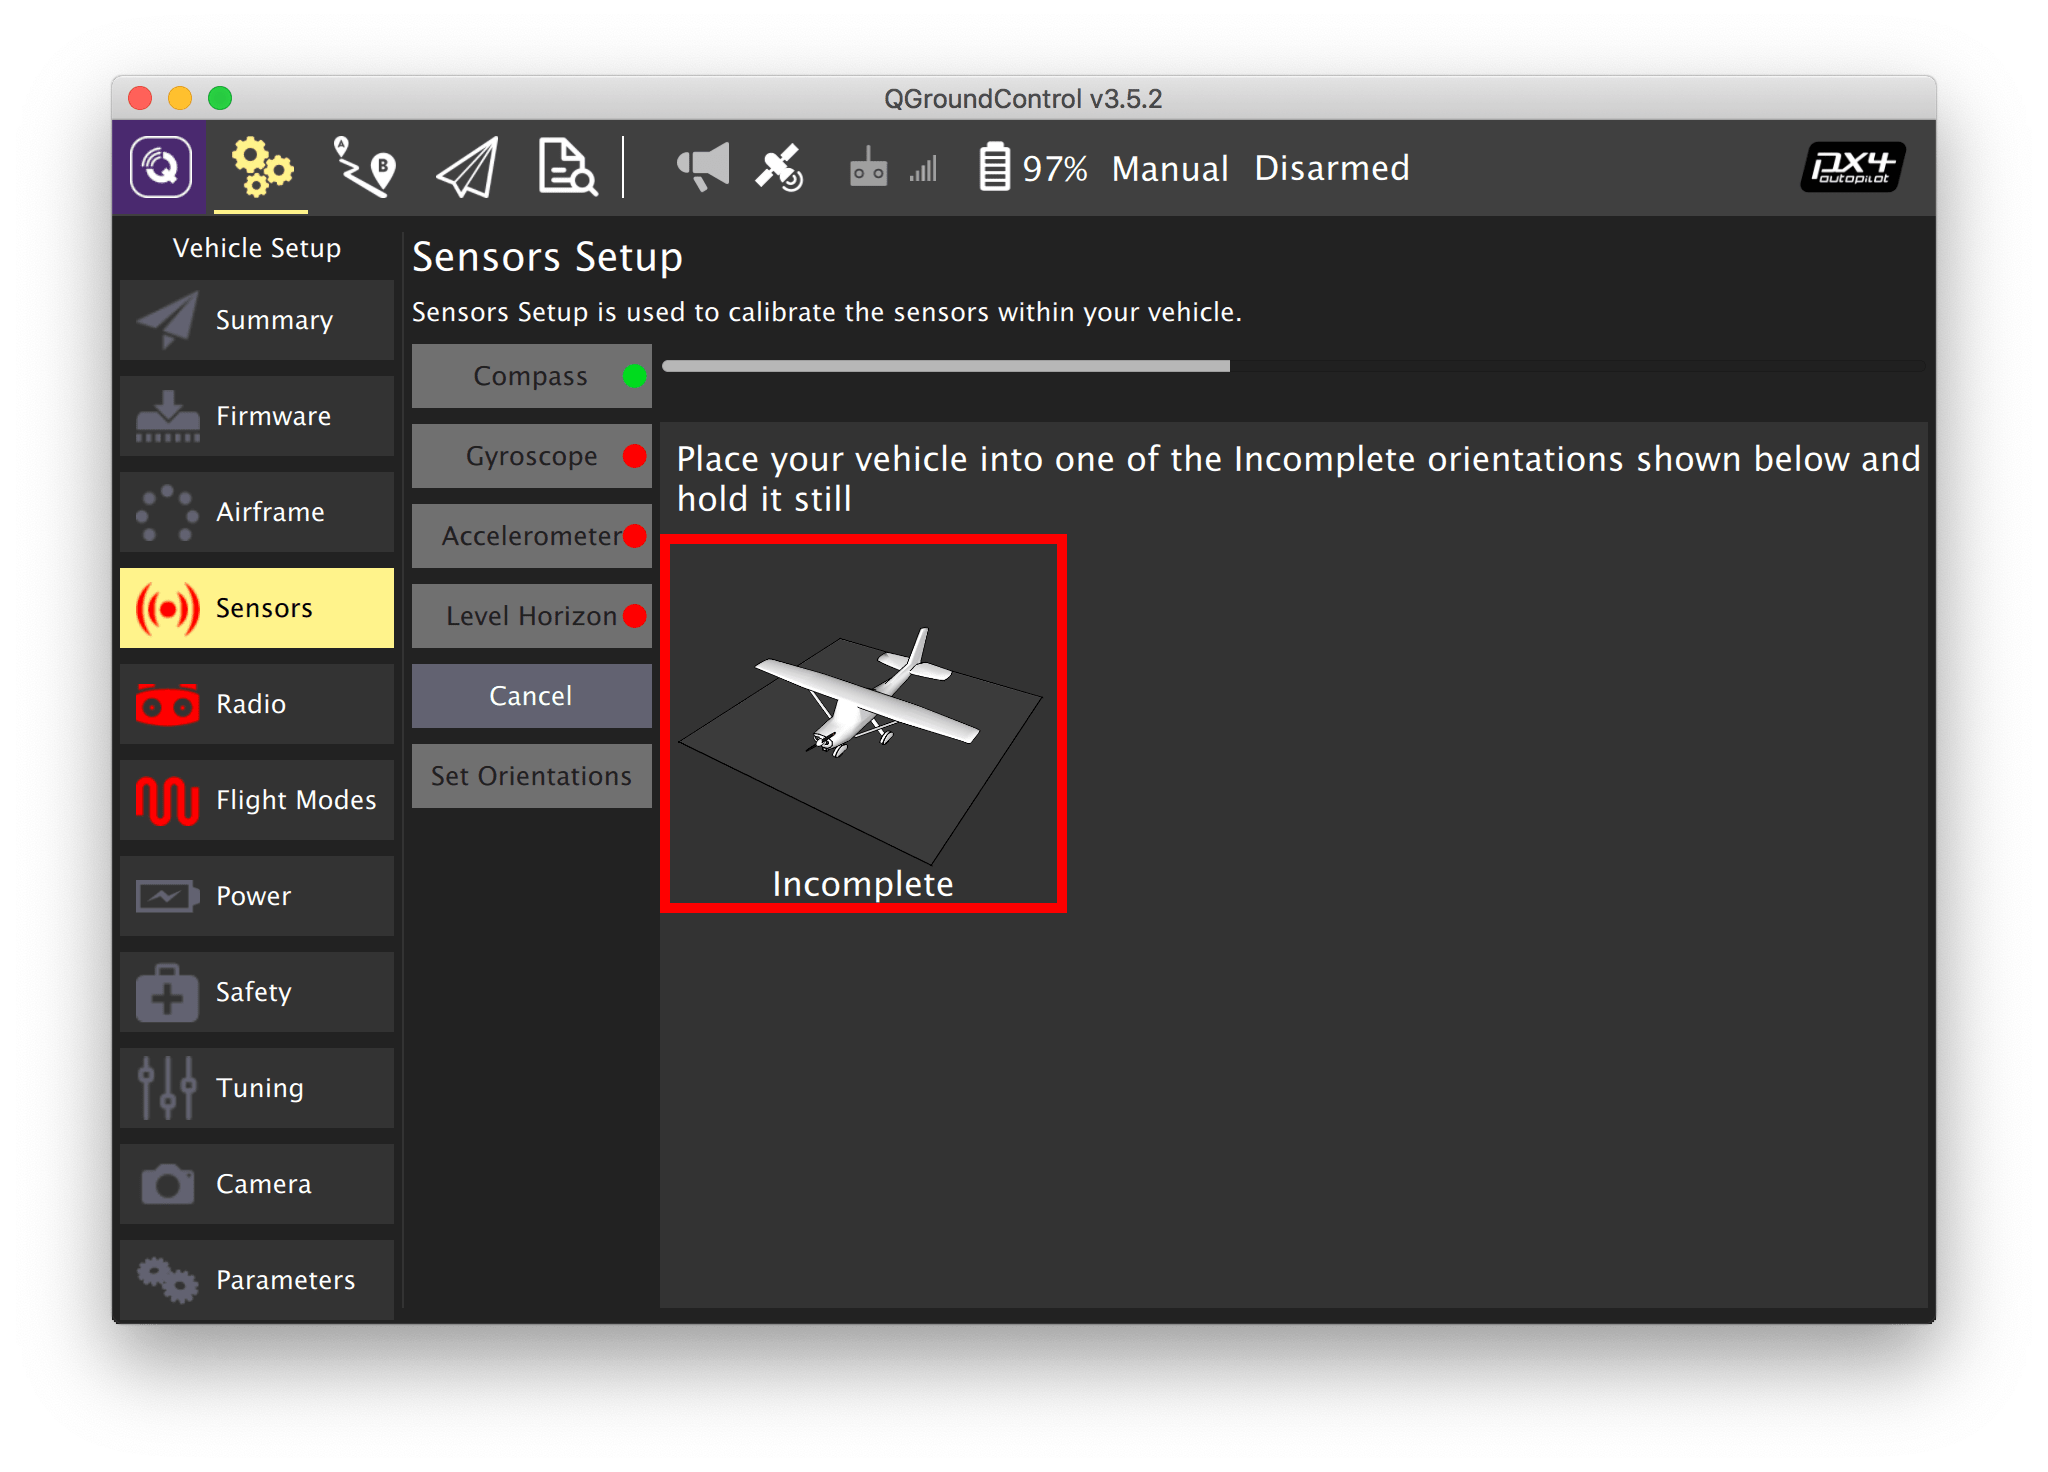 QGroundControl v3.5.2
A
B
97% Manual Disarmed
px4
autopilot
Vehicle Setup
Summary
Firmware
Airframe
Sensors
Radio
Flight Modes
Power
Safety
Tuning
Camera
Parameters
Sensors Setup
Sensors Setup is used to calibrate the sensors within your vehicle.
Compass
Gyroscope
Accelerometer
Level Horizon
Cancel
Set Orientations
Place your vehicle into one of the Incomplete orientations shown below and
hold it still
Incomplete